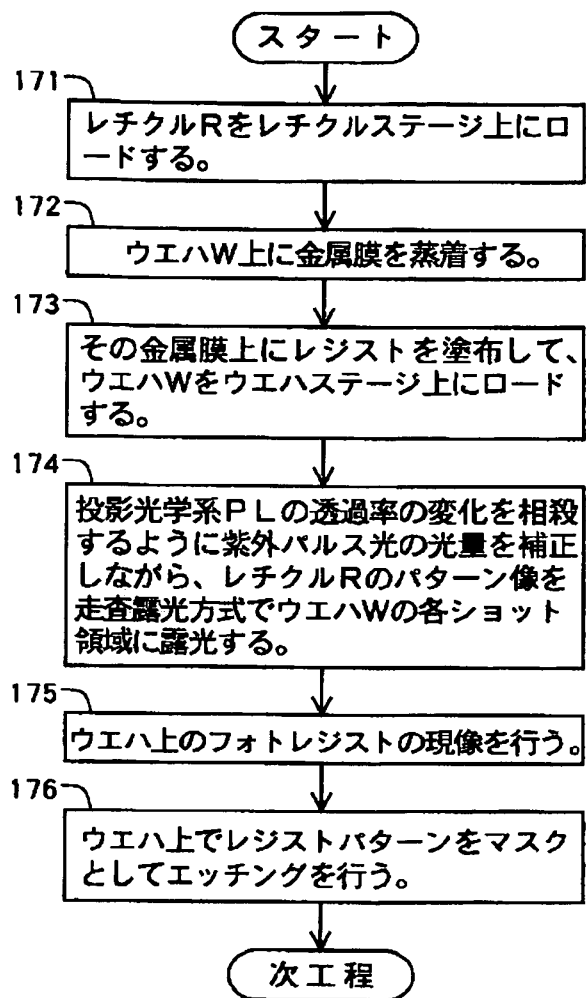 スタート
171
レチクルRをレチクルステージ上にロ
ードする。
172
ウエハW上に金属膜を蒸着する。
173
その金属膜上にレジストを塗布して、
ウエハWをウエハステージ上にロード
する。
174
投影光学系PLの透過率の変化を相殺
するように紫外パルス光の光量を補正
しながら、レチクルRのパターン像を
走査露光方式でウエハWの各ショット
領域に露光する。
175
ウエハ上のフォトレジストの現像を行う。
176
ウエハ上でレジストパターンをマスク
としてエッチングを行う。
次工程